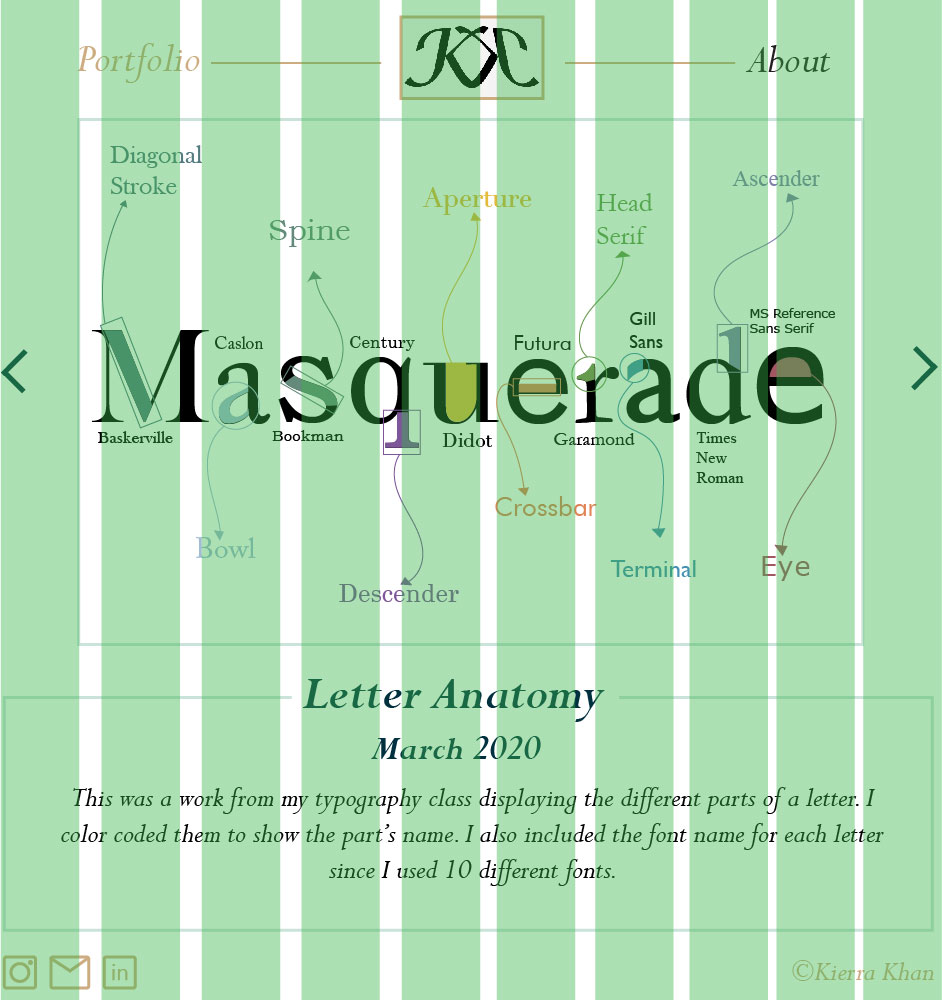 Portfolio
KK
About
Diagonal
Stroke
Spine
Aperture
Head
Serif
Ascender
Caslon
Century
Futura
Gill
Sans
MS Reference
Sans Serif
Masquerade
Baskerville
Bookman
Didot
Garamond
Times
New
Roman
Bowl
Descender
Crossbar
Terminal
Eye
Letter Anatomy
March 2020
This was a work from my typography class displaying the different parts of a letter. I
color coded them to show the part’s name. I also included the font name for each letter
since I used 10 different fonts.
in
©Kierra Khan